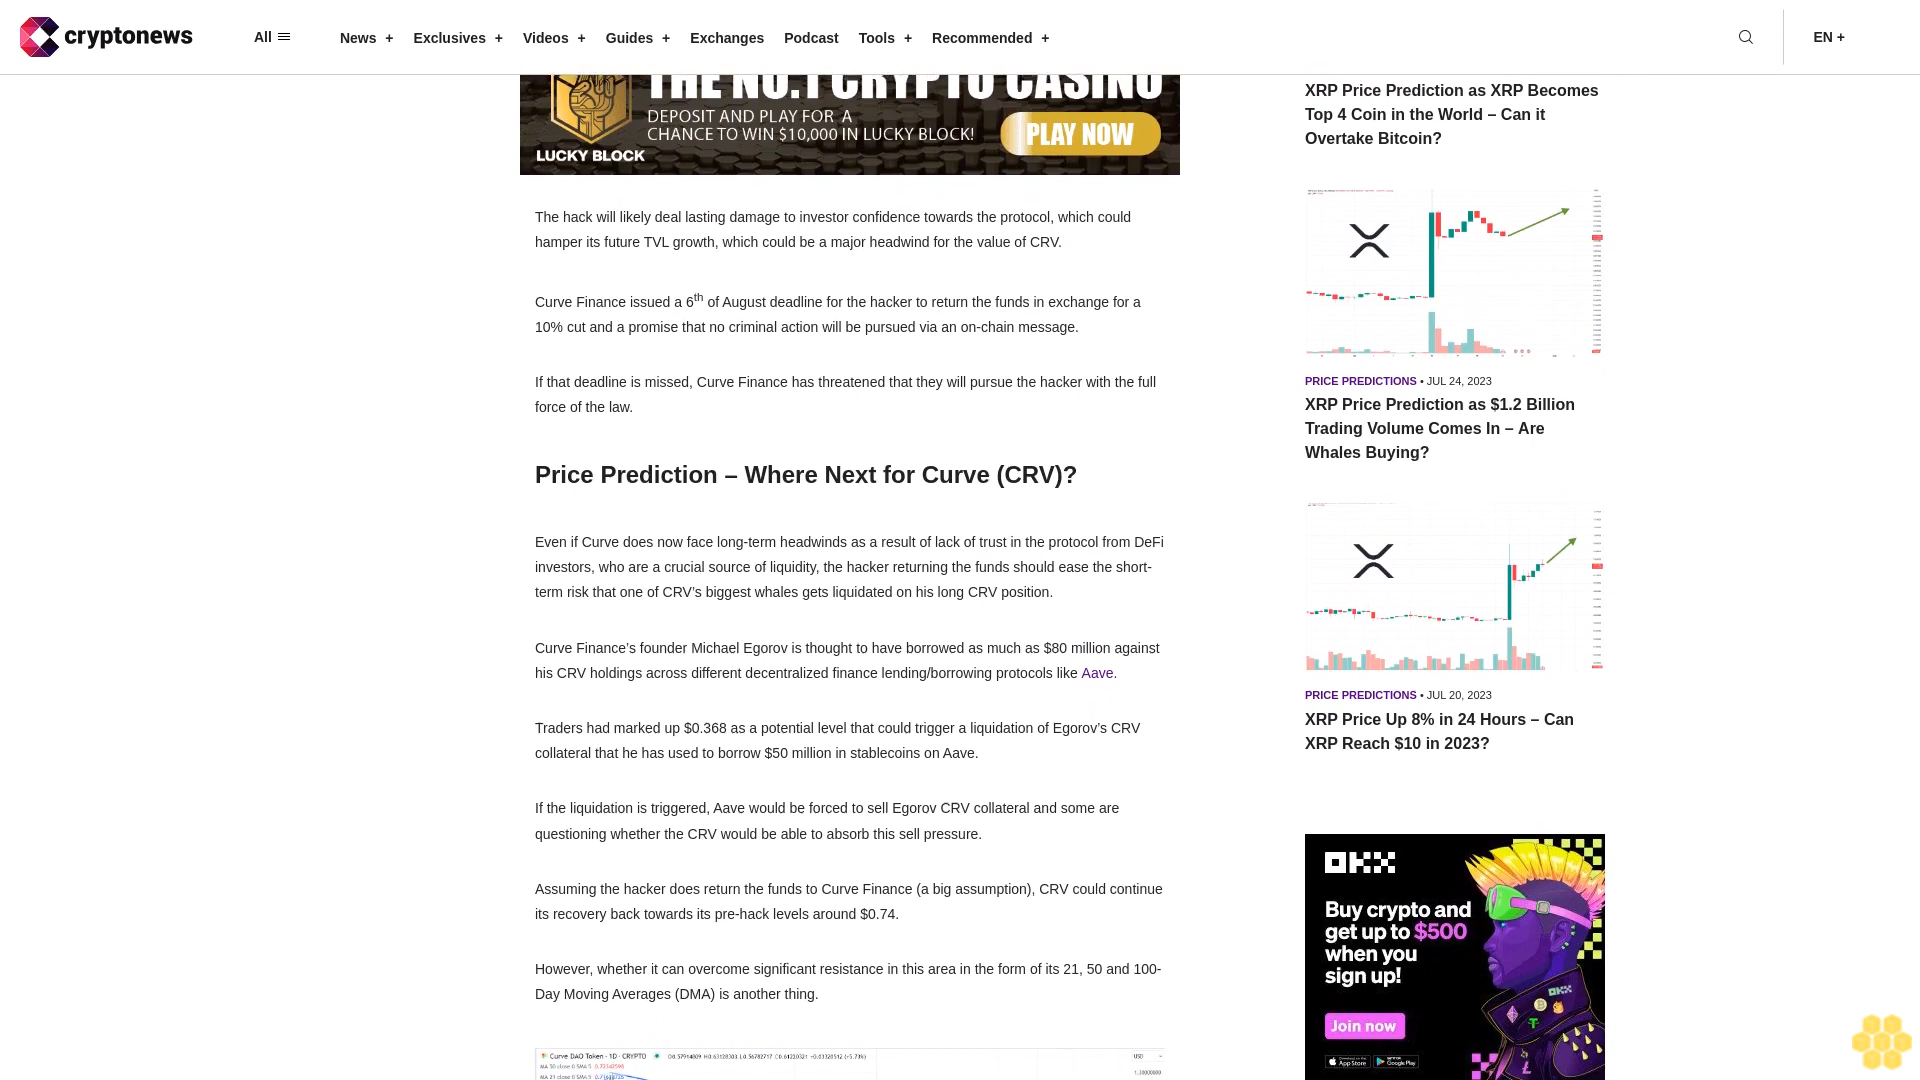 cryptonews
All
News +
Exclusives +
Videos +
Guides +
Exchanges
Podcast
Tools +
Recommended +
EN +
THE NO.1 CRYPTO CASINO
DEPOSIT AND PLAY FOR A
CHANCE TO WIN $10,000 IN LUCKY BLOCK!
PLAY NOW
LUCKY BLOCK
The hack will likely deal lasting damage to investor confidence towards the protocol, which could
hamper its future TVL growth, which could be a major headwind for the value of CRV.
Curve Finance issued a 6th of August deadline for the hacker to return the funds in exchange for a
10% cut and a promise that no criminal action will be pursued via an on-chain message.
If that deadline is missed, Curve Finance has threatened that they will pursue the hacker with the full
force of the law.
Price Prediction – Where Next for Curve (CRV)?
Even if Curve does now face long-term headwinds as a result of lack of trust in the protocol from DeFi
investors, who are a crucial source of liquidity, the hacker returning the funds should ease the short-
term risk that one of CRV’s biggest whales gets liquidated on his long CRV position.
Curve Finance’s founder Michael Egorov is thought to have borrowed as much as $80 million against
his CRV holdings across different decentralized finance lending/borrowing protocols like Aave.
Traders had marked up $0.368 as a potential level that could trigger a liquidation of Egorov’s CRV
collateral that he has used to borrow $50 million in stablecoins on Aave.
If the liquidation is triggered, Aave would be forced to sell Egorov CRV collateral and some are
questioning whether the CRV would be able to absorb this sell pressure.
Assuming the hacker does return the funds to Curve Finance (a big assumption), CRV could continue
its recovery back towards its pre-hack levels around $0.74.
However, whether it can overcome significant resistance in this area in the form of its 21, 50 and 100-
Day Moving Averages (DMA) is another thing.
Curve DAO Token · 1D · CRYPTO
USD
XRP Price Prediction as XRP Becomes
Top 4 Coin in the World – Can it
Overtake Bitcoin?
PRICE PREDICTIONS • JUL 24, 2023
XRP Price Prediction as $1.2 Billion
Trading Volume Comes In – Are
Whales Buying?
PRICE PREDICTIONS • JUL 20, 2023
XRP Price Up 8% in 24 Hours – Can
XRP Reach $10 in 2023?
OKX
Buy crypto and
get up to $500
when you
sign up!
Join now
App Store
Google Play
OKX